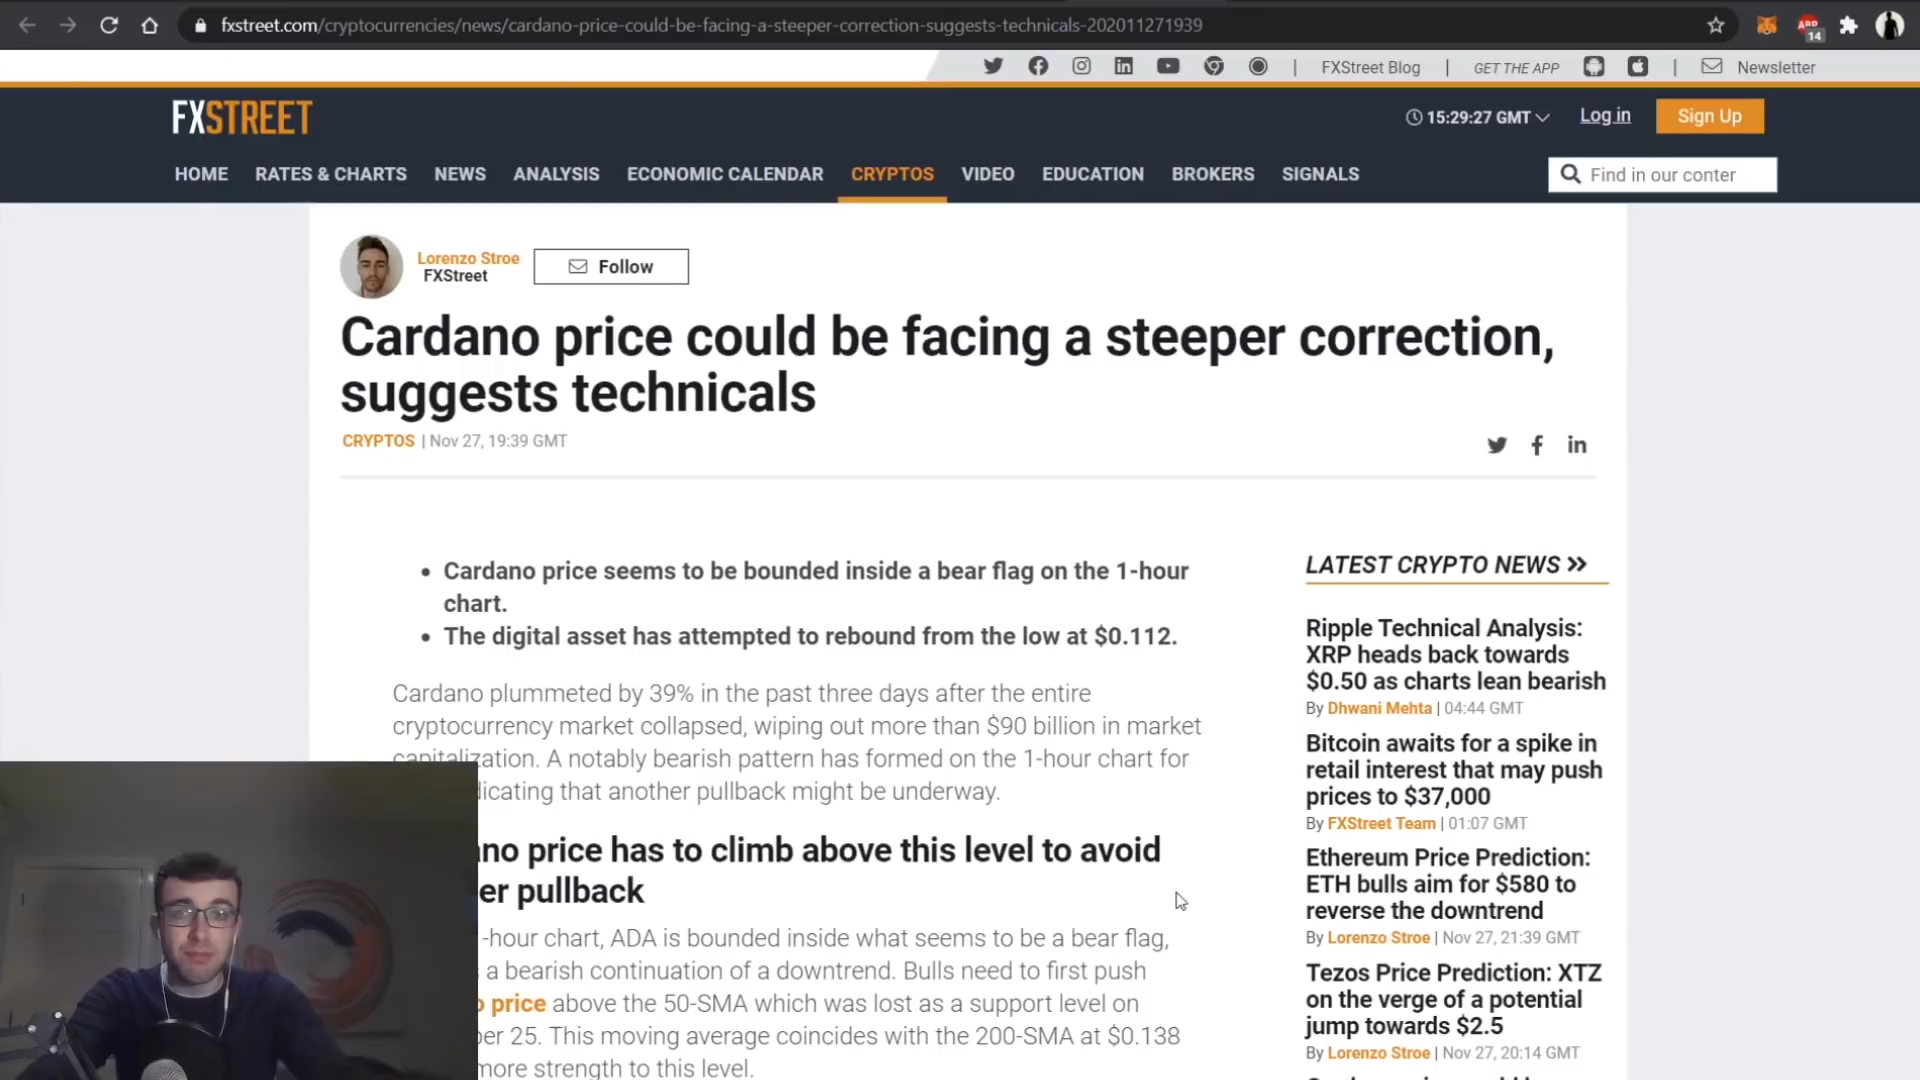 fxstreet.com/cryptocurrencies/news/cardano-price-could-be-facing-a-steeper-correction-suggests-technicals-202011271939
ABP
14
| FXStreet Blog | GET THE APP | Newsletter
FXSTREET
15:29:27 GMT
Log in
Sign Up
HOME RATES & CHARTS NEWS ANALYSIS ECONOMIC CALENDAR CRYPTOS VIDEO EDUCATION BROKERS SIGNALS
Find in our conter
Lorenzo Stroe
FXStreet
Follow
Cardano price could be facing a steeper correction,
suggests technicals
CRYPTOS | Nov 27, 19:39 GMT
• Cardano price seems to be bounded inside a bear flag on the 1-hour
chart.
• The digital asset has attempted to rebound from the low at $0.112.
Cardano plummeted by 39% in the past three days after the entire
cryptocurrency market collapsed, wiping out more than $90 billion in market
capitalization. A notably bearish pattern has formed on the 1-hour chart for
dicating that another pullback might be underway.
no price has to climb above this level to avoid
er pullback
-hour chart, ADA is bounded inside what seems to be a bear flag,
a bearish continuation of a downtrend. Bulls need to first push
price above the 50-SMA which was lost as a support level on
er 25. This moving average coincides with the 200-SMA at $0.138
more strength to this level.
LATEST CRYPTO NEWS >>
Ripple Technical Analysis:
XRP heads back towards
$0.50 as charts lean bearish
By Dhwani Mehta | 04:44 GMT
Bitcoin awaits for a spike in
retail interest that may push
prices to $37,000
By FXStreet Team | 01:07 GMT
Ethereum Price Prediction:
ETH bulls aim for $580 to
reverse the downtrend
By Lorenzo Stroe | Nov 27, 21:39 GMT
Tezos Price Prediction: XTZ
on the verge of a potential
jump towards $2.5
By Lorenzo Stroe | Nov 27, 20:14 GMT